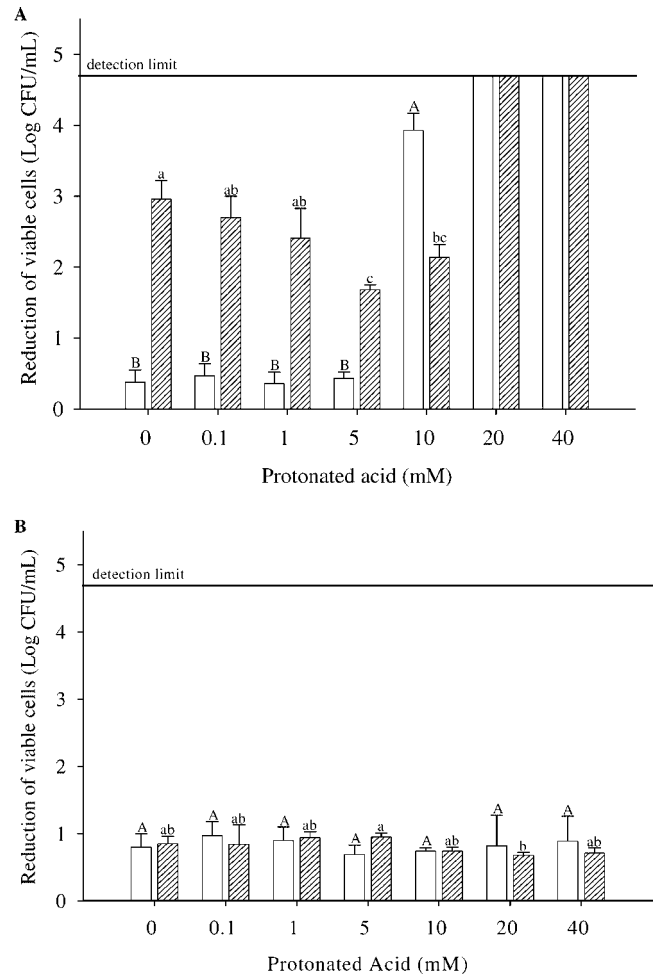 A
Reduction of viable cells (Log CFU/mL)
5
4
3
2
1
0
detection limit
B
a
B
ab
B
ab
B
c
A
bc
0 0.1 1 5 10 20 40
Protonated acid (mM)
B
Reduction of viable cells (Log CFU/mL)
5
4
3
2
1
0
detection limit
A
ab
A
ab
A
ab
A
a
A
ab
A
b
A
ab
0 0.1 1 5 10 20 40
Protonated Acid (mM)